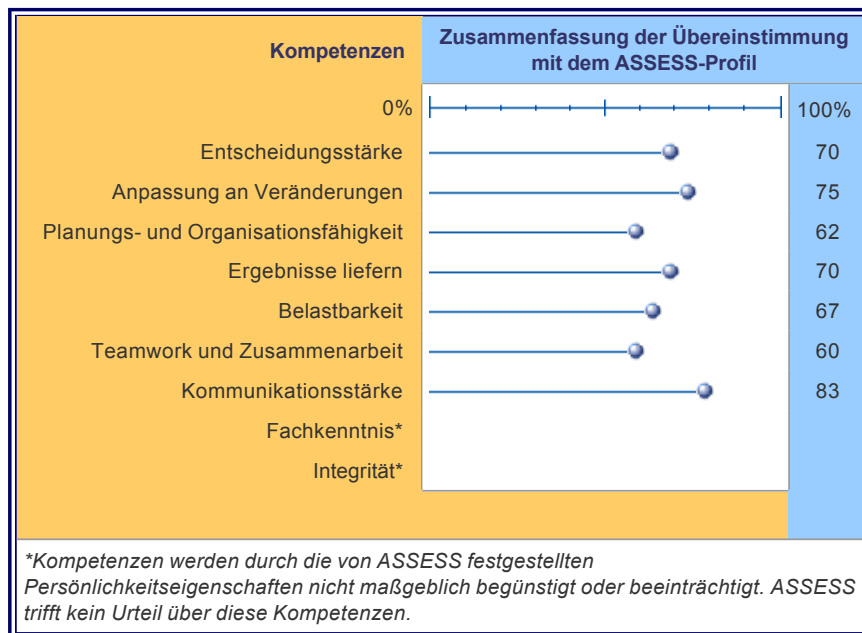 Kompetenzen
Zusammenfassung der Übereinstimmung
mit dem ASSESS-Profil
0% 100%
Entscheidungsstärke 70
Anpassung an Veränderungen 75
Planungs- und Organisationsfähigkeit 62
Ergebnisse liefern 70
Belastbarkeit 67
Teamwork und Zusammenarbeit 60
Kommunikationsstärke 83
Fachkenntnis*
Integrität*
*Kompetenzen werden durch die von ASSESS festgestellten
Persönlichkeitseigenschaften nicht maßgeblich begünstigt oder beeinträchtigt. ASSESS
trifft kein Urteil über diese Kompetenzen.